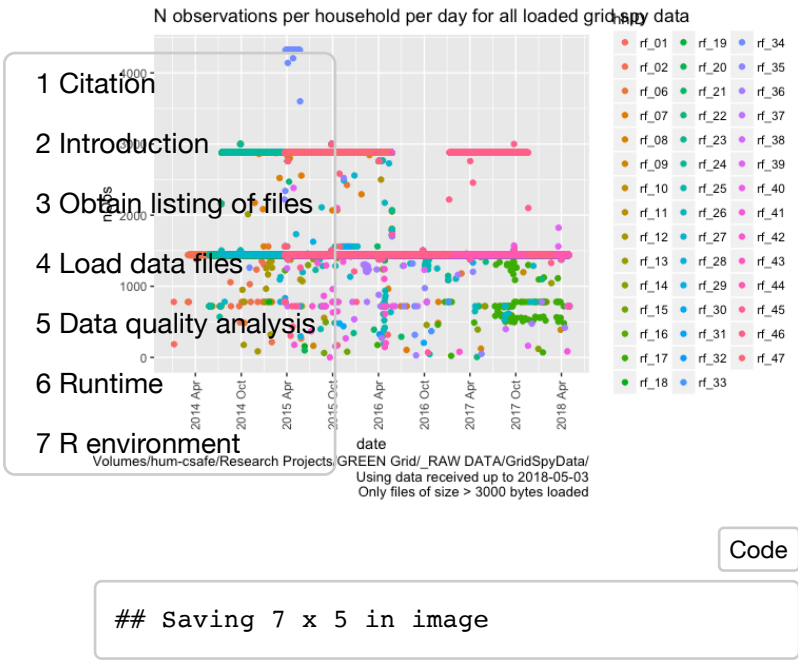 N observations per household per day for all loaded grid spy data
hhID
rf_01 rf_19 rf_34
rf_02 rf_20 rf_35
rf_06 rf_21 rf_36
rf_07 rf_22 rf_37
rf_08 rf_23 rf_38
rf_09 rf_24 rf_39
rf_10 rf_25 rf_40
rf_11 rf_26 rf_41
rf_12 rf_27 rf_42
rf_13 rf_28 rf_43
rf_14 rf_29 rf_44
rf_15 rf_30 rf_45
rf_16 rf_31 rf_46
rf_17 rf_32 rf_47
rf_18 rf_33
1 Citation
2 Introduction
3 Obtain listing of files
4 Load data files
5 Data quality analysis
6 Runtime
7 R environment
4000
3000
2000
1000
0
2014 Apr
2014 Oct
2015 Apr
2015 Oct
2016 Apr
2016 Oct
2017 Apr
2017 Oct
2018 Apr
date
Volumes/hum-csafe/Research Projects/GREEN Grid/_RAW DATA/GridSpyData/
Using data received up to 2018-05-03
Only files of size > 3000 bytes loaded
Code
## Saving 7 x 5 in image